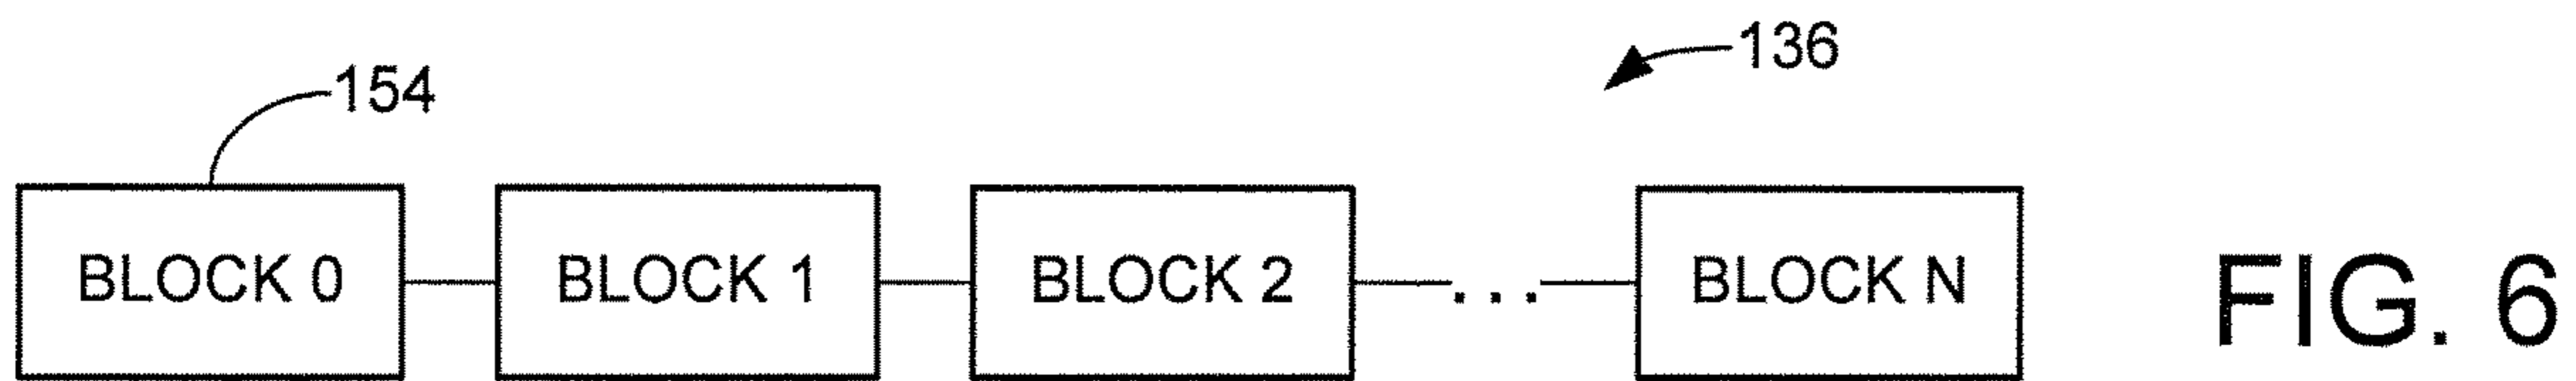 136
154
BLOCK 0
BLOCK 1
BLOCK 2
. . .
BLOCK N
FIG. 6